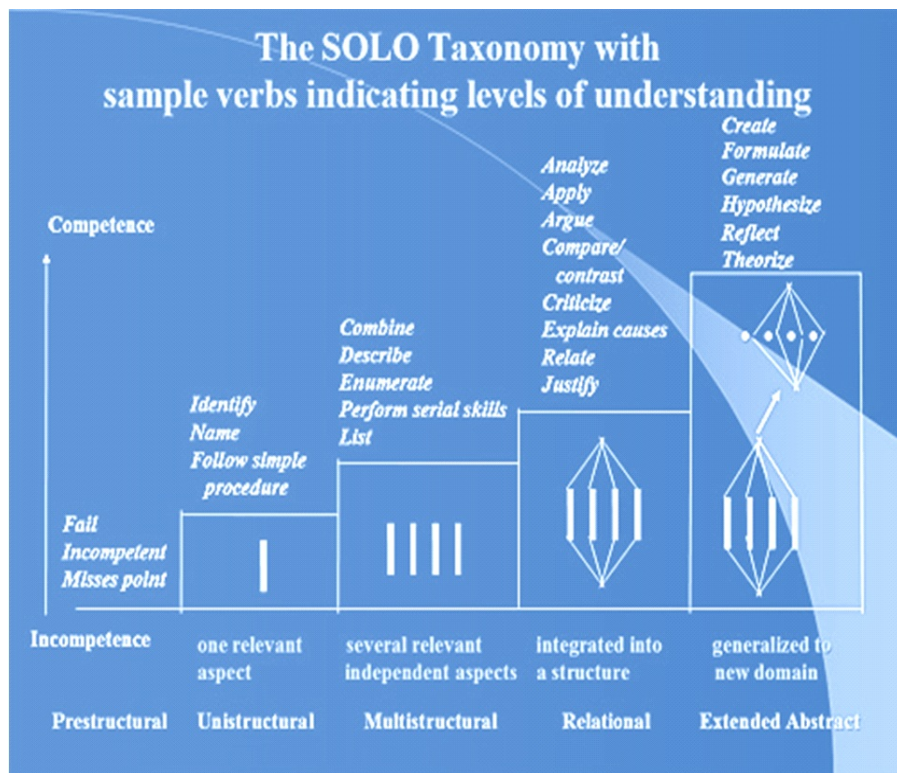 The SOLO Taxonomy with
sample verbs indicating levels of understanding
Competence
Fail
Incompetent
Misses point
Identify
Name
Follow simple
procedure
Combine
Describe
Enumerate
Perform serial skills
List
Analyze
Apply
Argue
Compare/
contrast
Criticize
Explain causes
Relate
Justify
Create
Formulate
Generate
Hypothesize
Reflect
Theorize
Incompetence
one relevant
aspect
several relevant
independent aspects
integrated into
a structure
generalized to
new domain
Prestructural
Unistructural
Multistructural
Relational
Extended Abstract